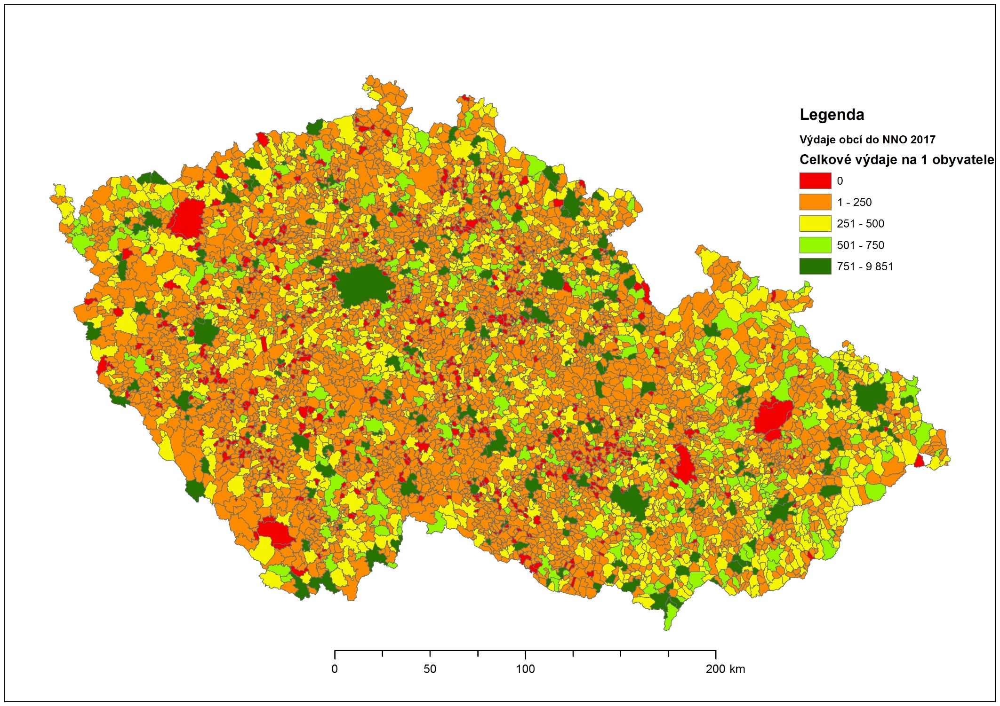 Legenda
Výdaje obcí do NNO 2017
Celkové výdaje na 1 obyvatele
0
1 - 250
251 - 500
501 - 750
751 - 9 851
0 50 100 200 km